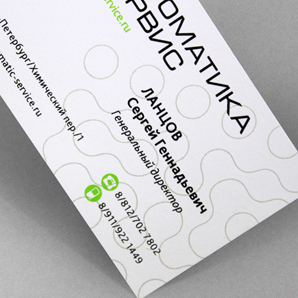 ОМАТИКА
РВИС
ЛАНЦОВ
Сергей Геннадьевич
Генеральный директор
8/812/702 7802
8/911/922 1449
service.ru
Петербург/Химический пер./1
matic-service.ru